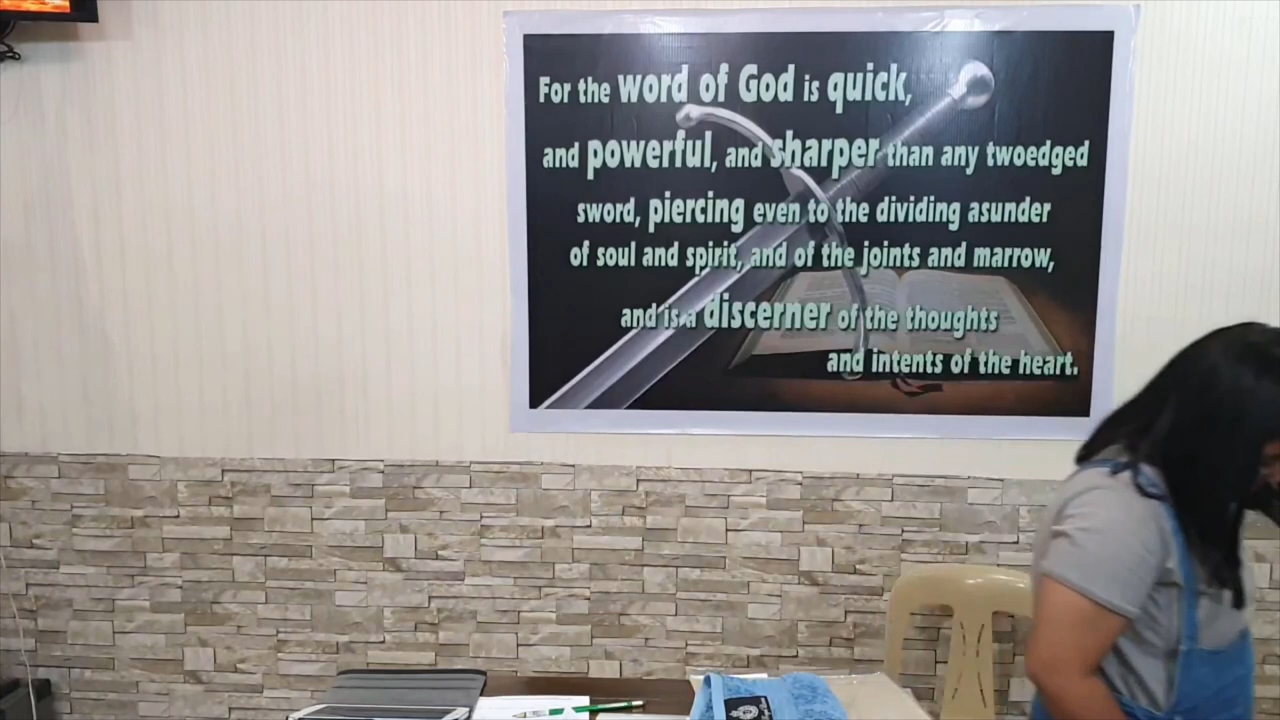 For the word of God is quick,
and powerful, and sharper than any twoedged
sword, piercing even to the dividing asunder
of soul and spirit, and of the joints and marrow,
and is a discerner of the thoughts
and intents of the heart.